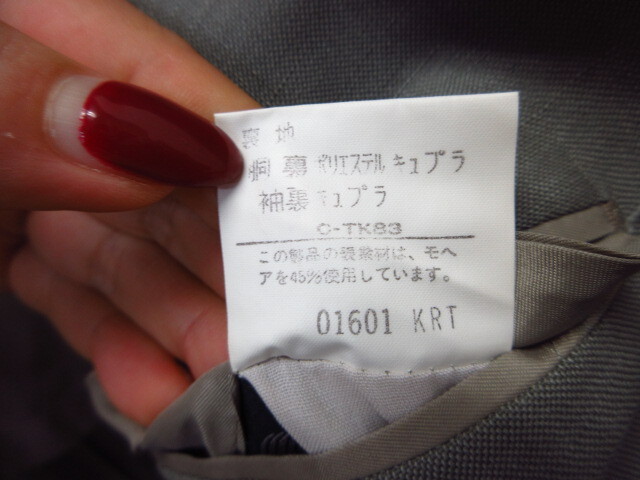 裏地
胴裏 ポリエステル キュプラ
袖裏 キュプラ
C-TK83
この部品の表素材は、モヘ
アを45%使用しています。
01601 KRT